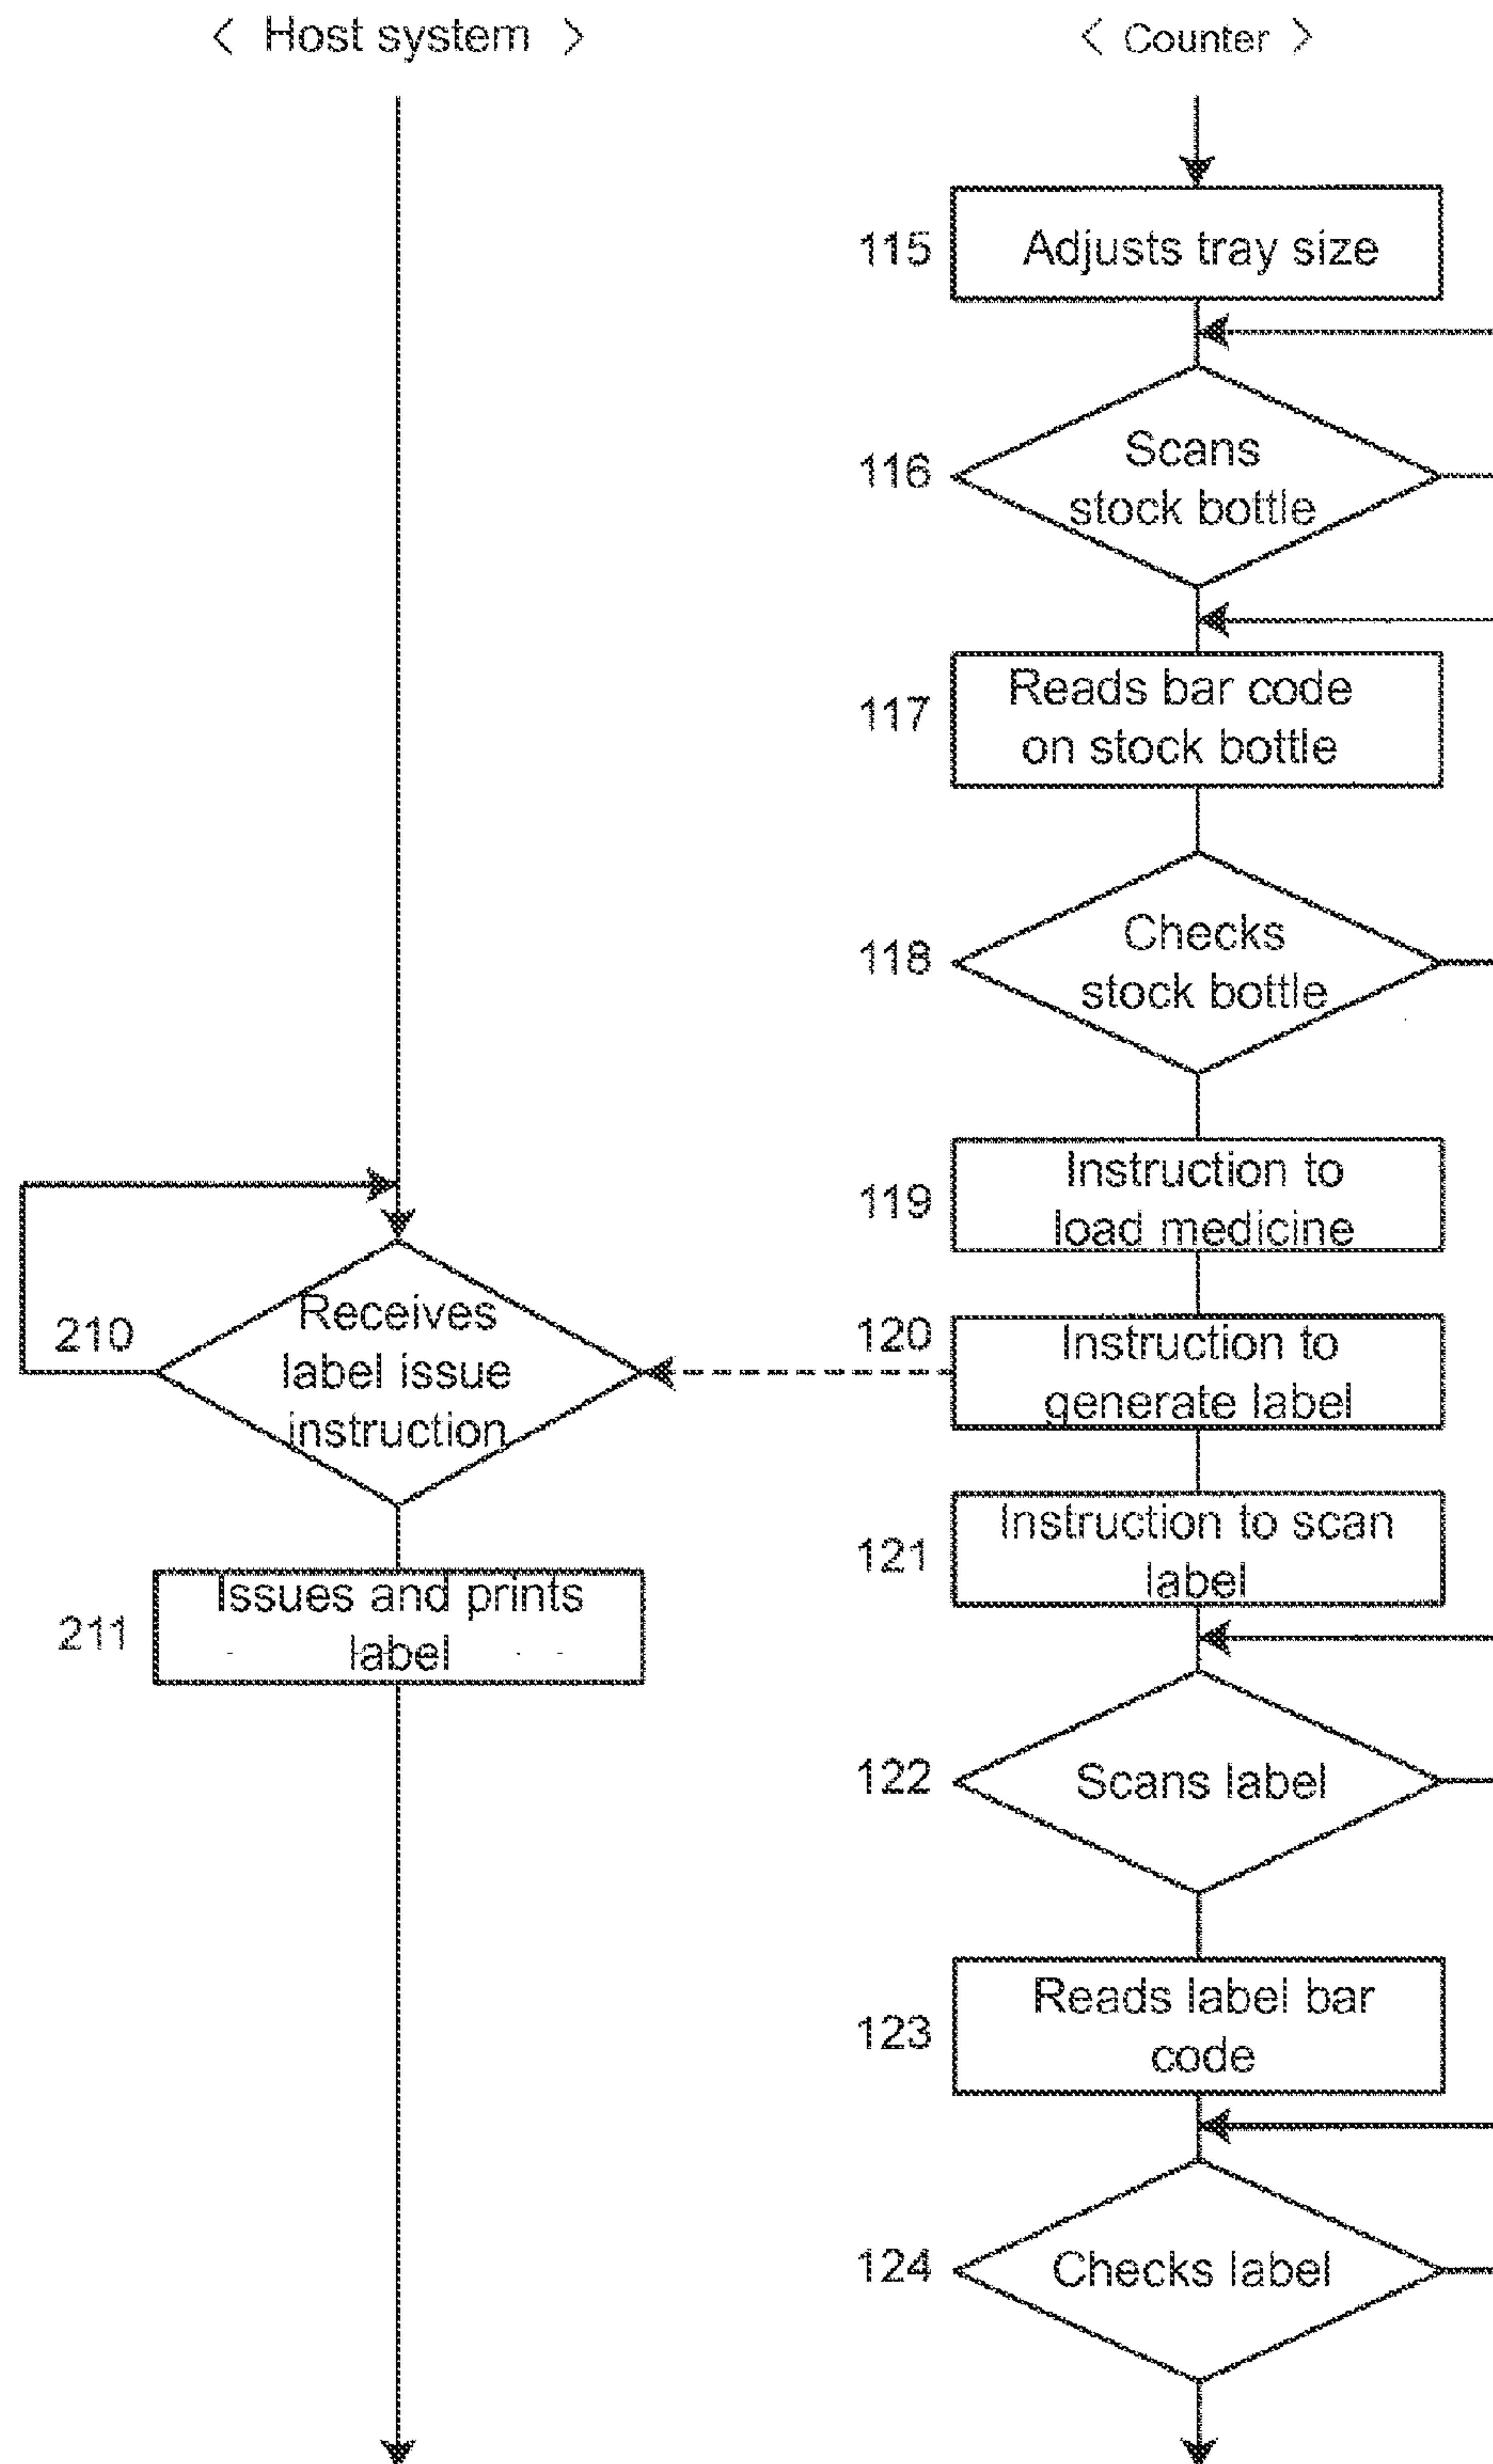 < Host system >
< Counter >
115
Adjusts tray size
116
Scans
stock bottle
117
Reads bar code
on stock bottle
118
Checks
stock bottle
119
Instruction to
load medicine
210
Receives
label issue
instruction
120
Instruction to
generate label
121
Instruction to scan
label
211
Issues and prints
label
122
Scans label
123
Reads label bar
code
124
Checks label